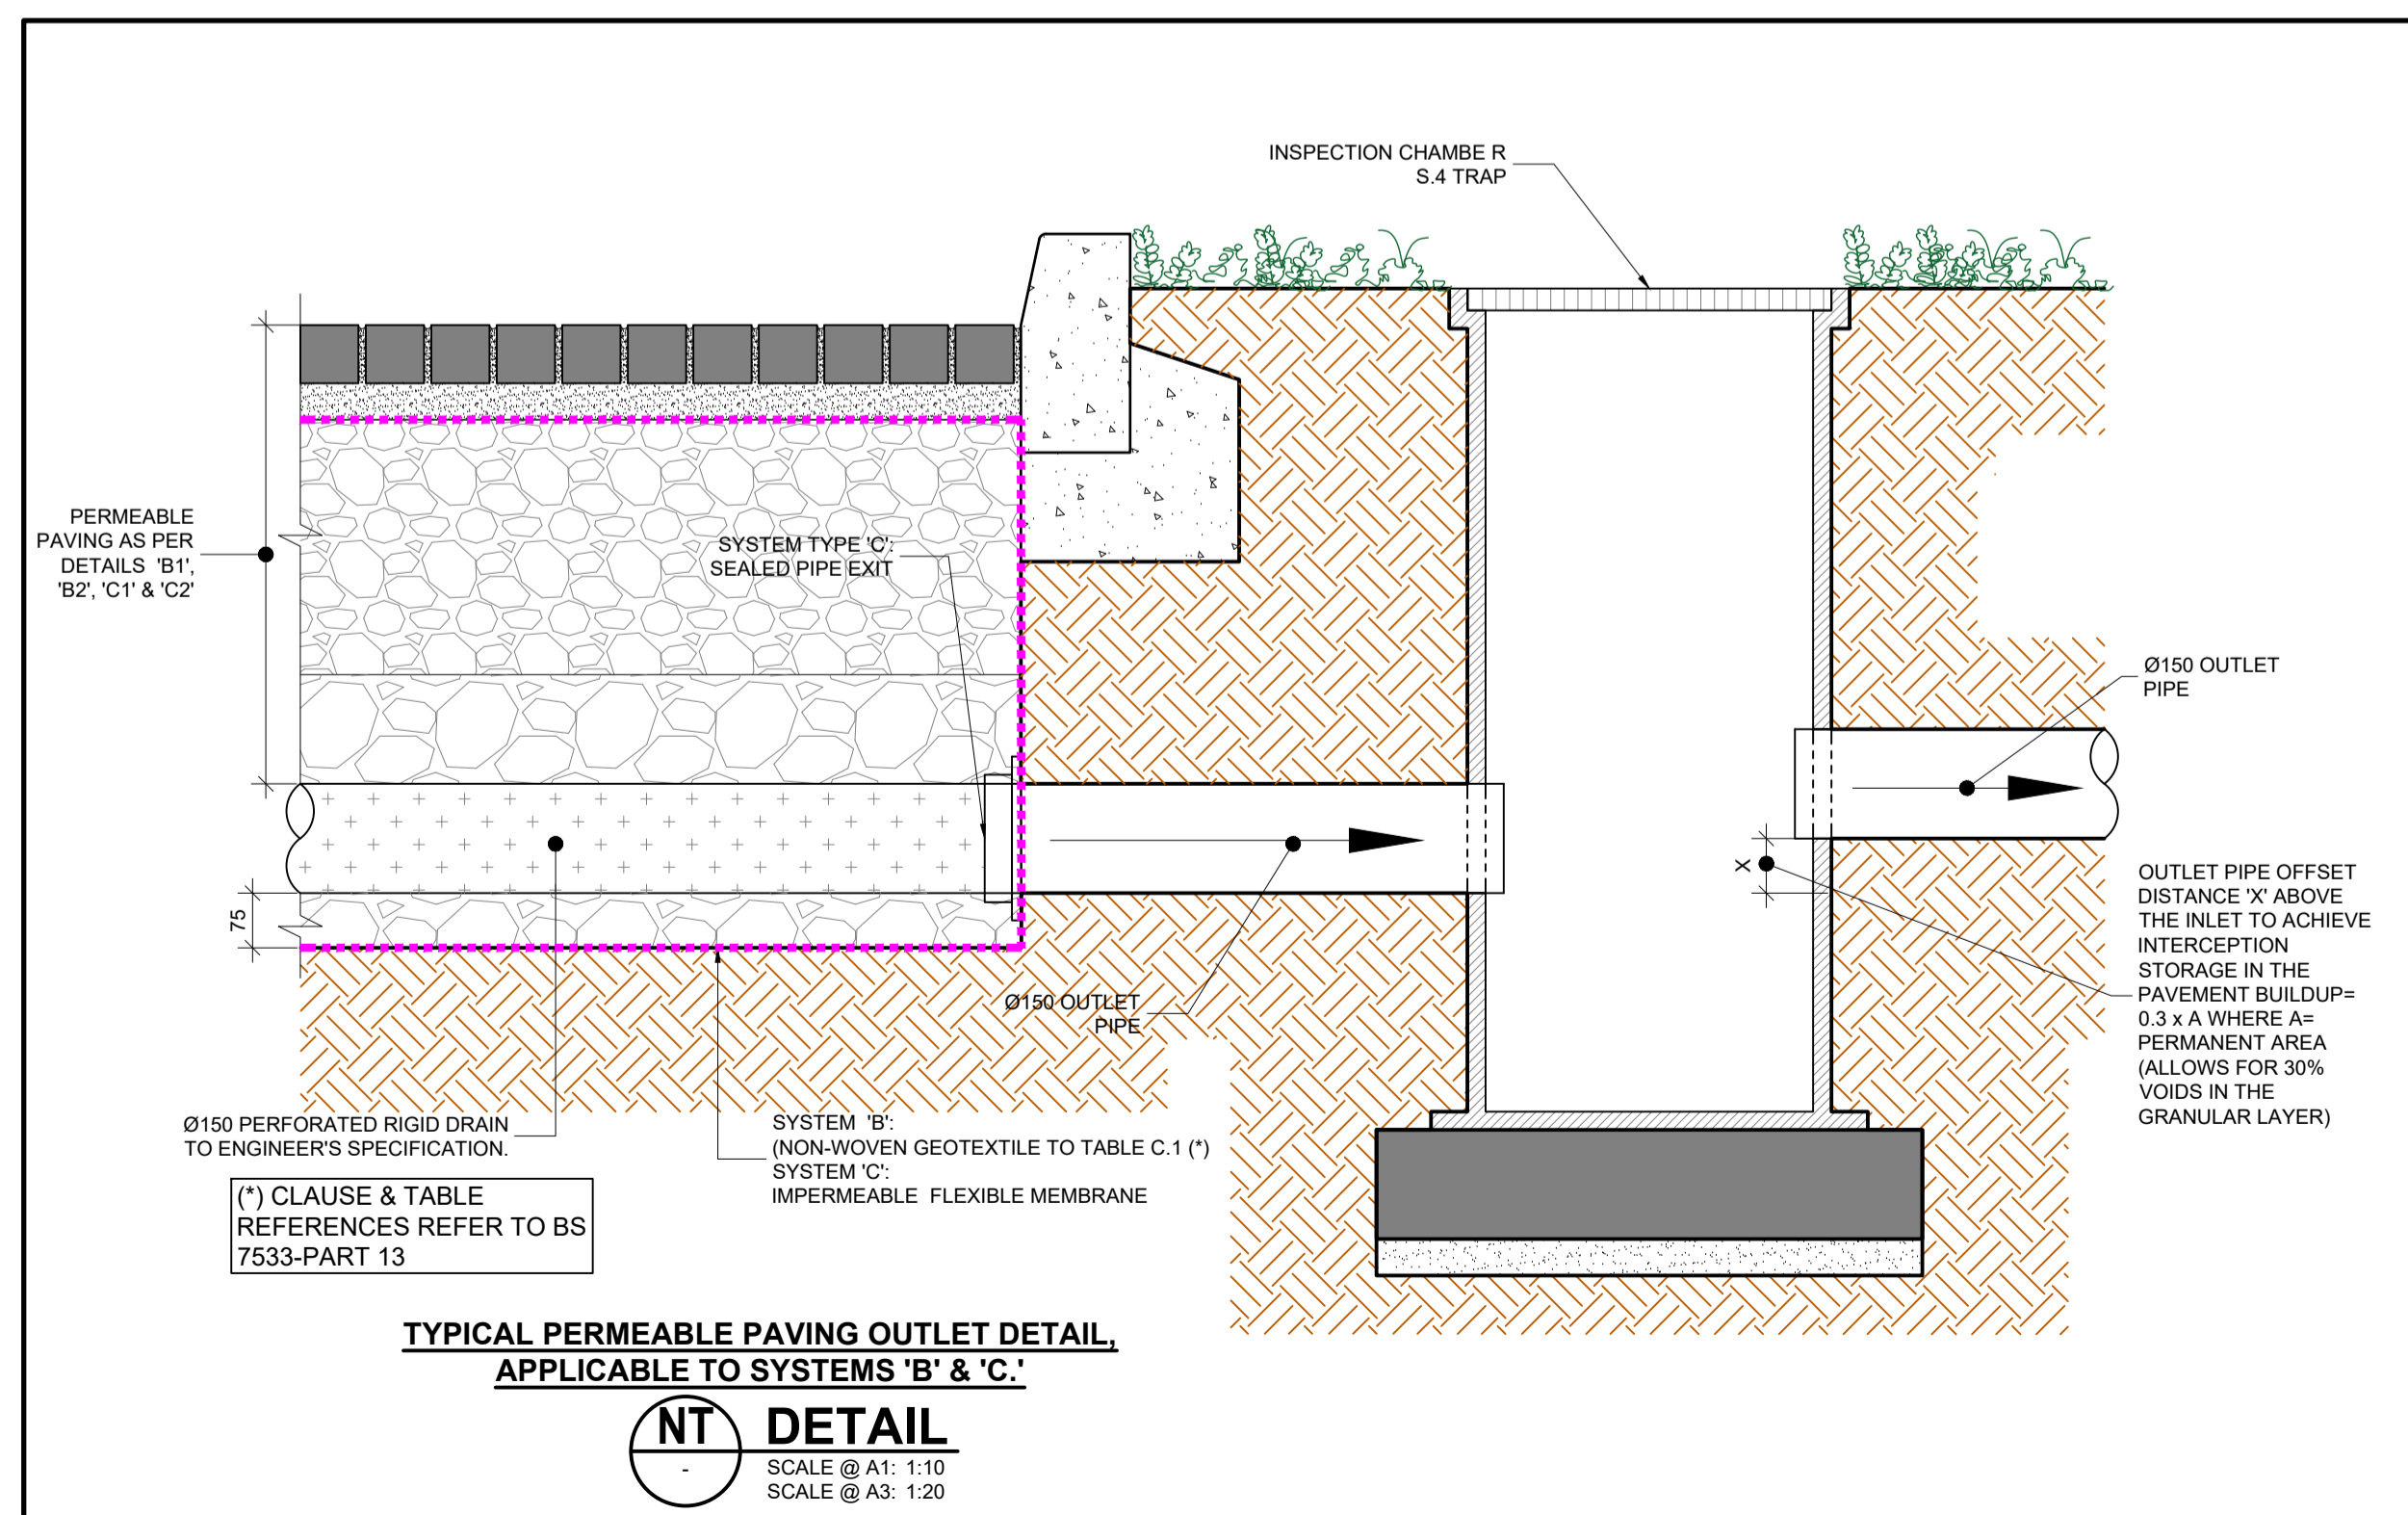 INSPECTION CHAMBE R
S.4 TRAP
PERMEABLE
PAVING AS PER
DETAILS 'B1',
'B2', 'C1' & 'C2'
SYSTEM TYPE 'C':
SEALED PIPE EXIT
Ø150 OUTLET
PIPE
X
75
OUTLET PIPE OFFSET
DISTANCE 'X' ABOVE
THE INLET TO ACHIEVE
INTERCEPTION
STORAGE IN THE
PAVEMENT BUILDUP=
0.3 x A WHERE A=
PERMANENT AREA
(ALLOWS FOR 30%
VOIDS IN THE
GRANULAR LAYER)
Ø150 OUTLET
PIPE
Ø150 PERFORATED RIGID DRAIN
TO ENGINEER'S SPECIFICATION.
SYSTEM 'B':
(NON-WOVEN GEOTEXTILE TO TABLE C.1 (*)
SYSTEM 'C':
IMPERMEABLE FLEXIBLE MEMBRANE
(*) CLAUSE & TABLE
REFERENCES REFER TO BS
7533-PART 13
TYPICAL PERMEABLE PAVING OUTLET DETAIL,
APPLICABLE TO SYSTEMS 'B' & 'C.'
NT
-
DETAIL
SCALE @ A1: 1:10
SCALE @ A3: 1:20